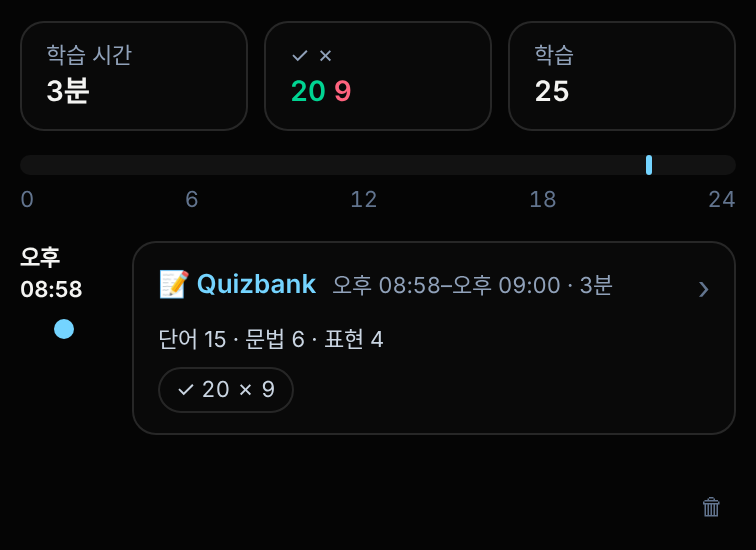 학습 시간
3분
✓ ×
20 9
학습
25
0 6 12 18 24
오후
08:58
📝 Quizbank 오후 08:58–오후 09:00 · 3분 ›
단어 15 · 문법 6 · 표현 4
✓ 20 × 9